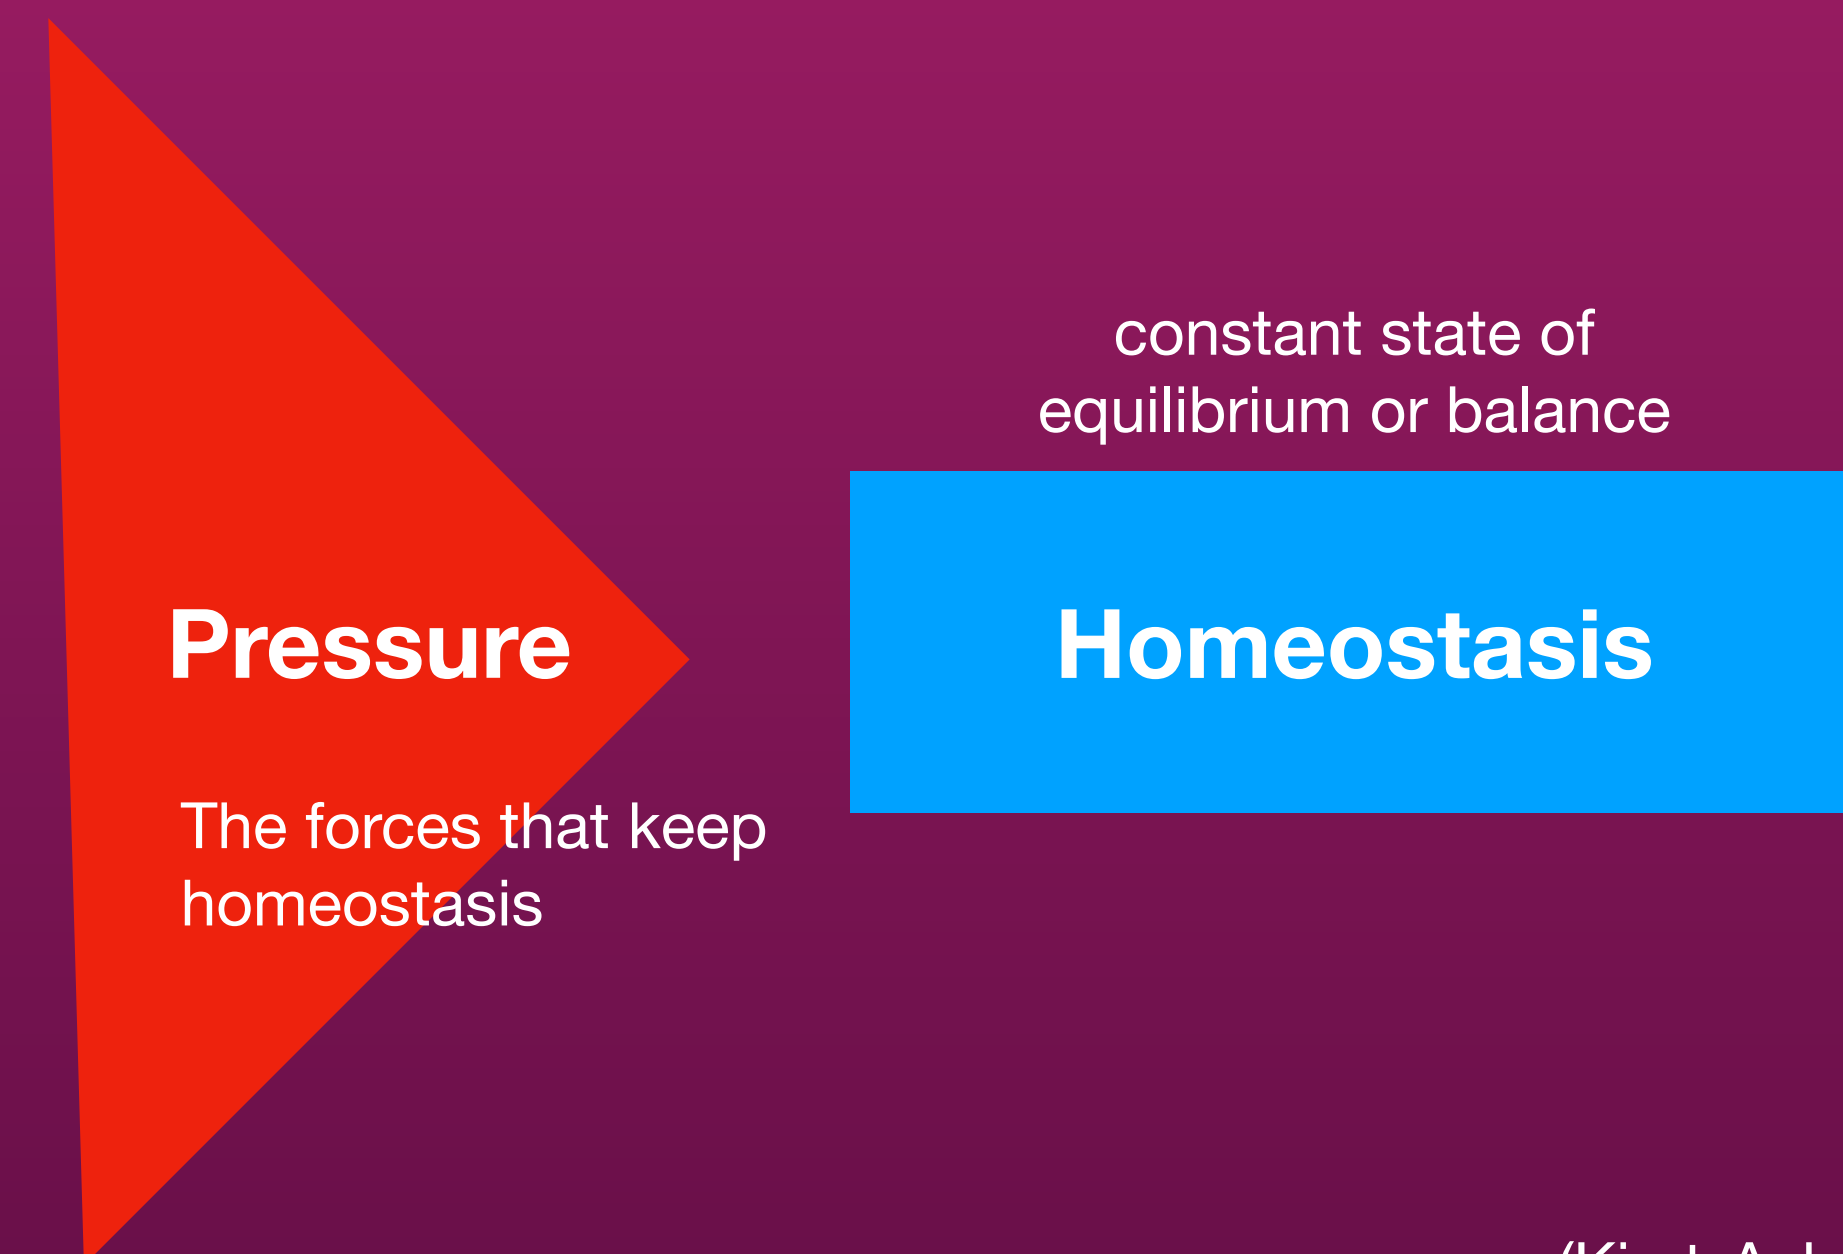 constant state of
equilibrium or balance
Pressure
Homeostasis
The forces that keep
homeostasis